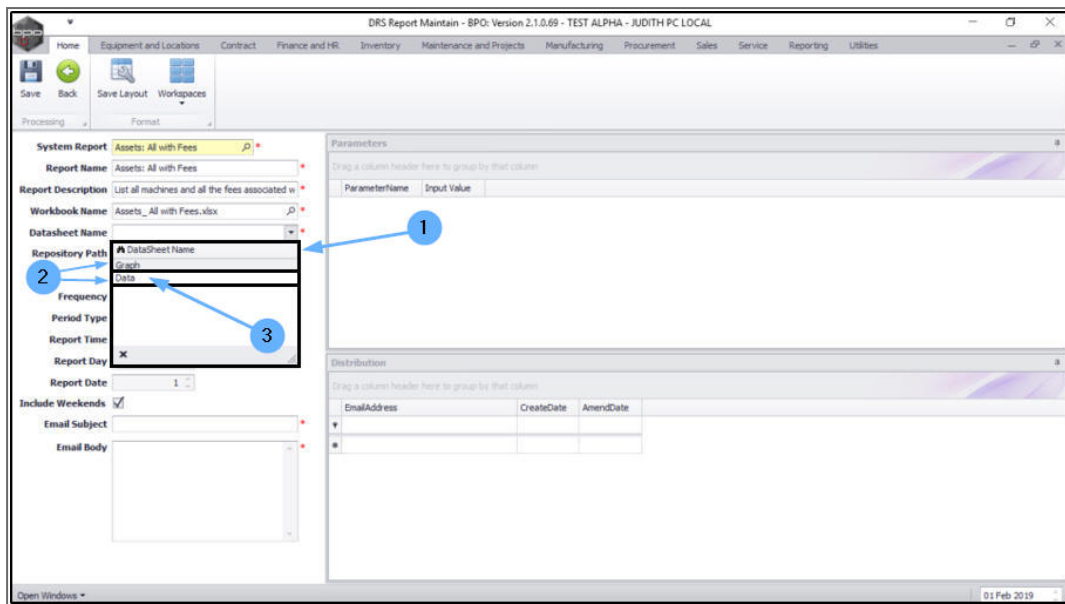 DRS Report Maintain - BPO: Version 2.1.0.69 - TEST ALPHA - JUDITH PC LOCAL
BPO
Home Equipment and Locations Contract Finance and HR Inventory Maintenance and Projects Manufacturing Procurement Sales Service Reporting Utilities
Save Back Save Layout Workspaces
Processing Format
System Report Assets: All with Fees *
Report Name Assets: All with Fees *
Report Description List all machines and all the fees associated w *
Workbook Name Assets_ All with Fees.xlsx *
Datasheet Name *
Repository Path DataSheet Name
Graph
Data
Frequency
Period Type
Report Time
Report Day
Report Date 1
Include Weekends
Email Subject *
Email Body *
1
2
3
Parameters
Drag a column header here to group by that column
ParameterName Input Value
Distribution
Drag a column header here to group by that column
EmailAddress CreateDate AmendDate
Open Windows
01 Feb 2019